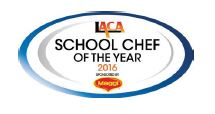 LACA
SCHOOL CHEF
OF THE YEAR
2016
SPONSORED BY
Maggi